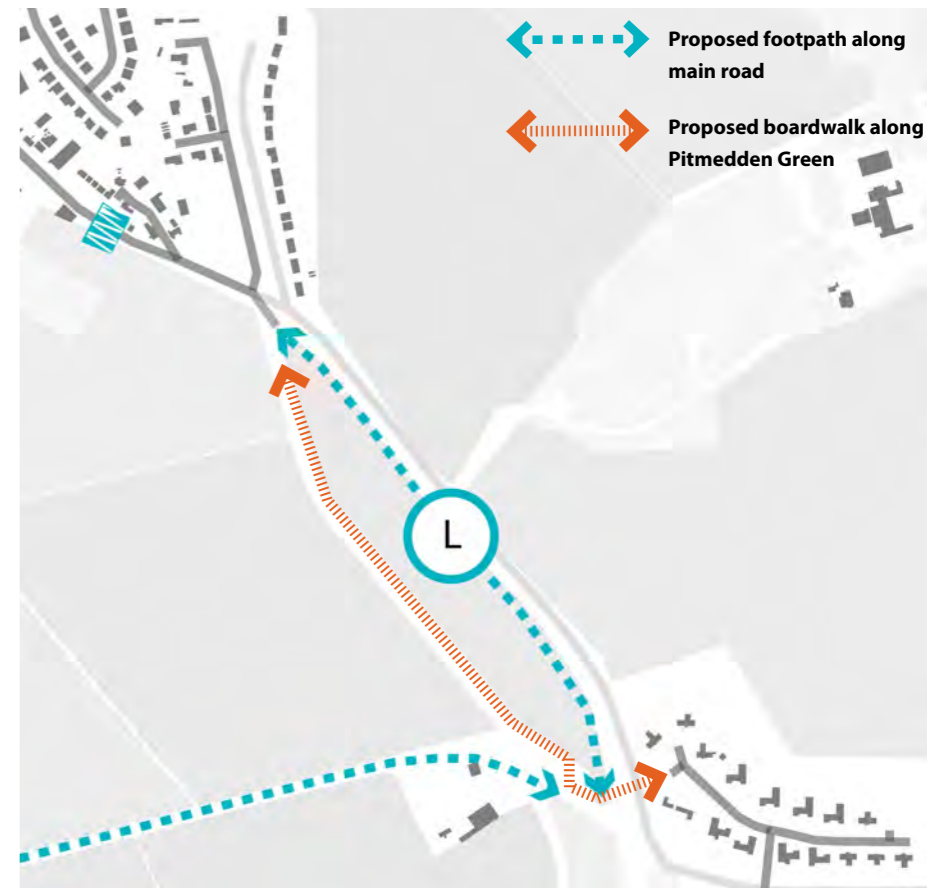 Proposed footpath along
main road
Proposed boardwalk along
Pitmedden Green
L